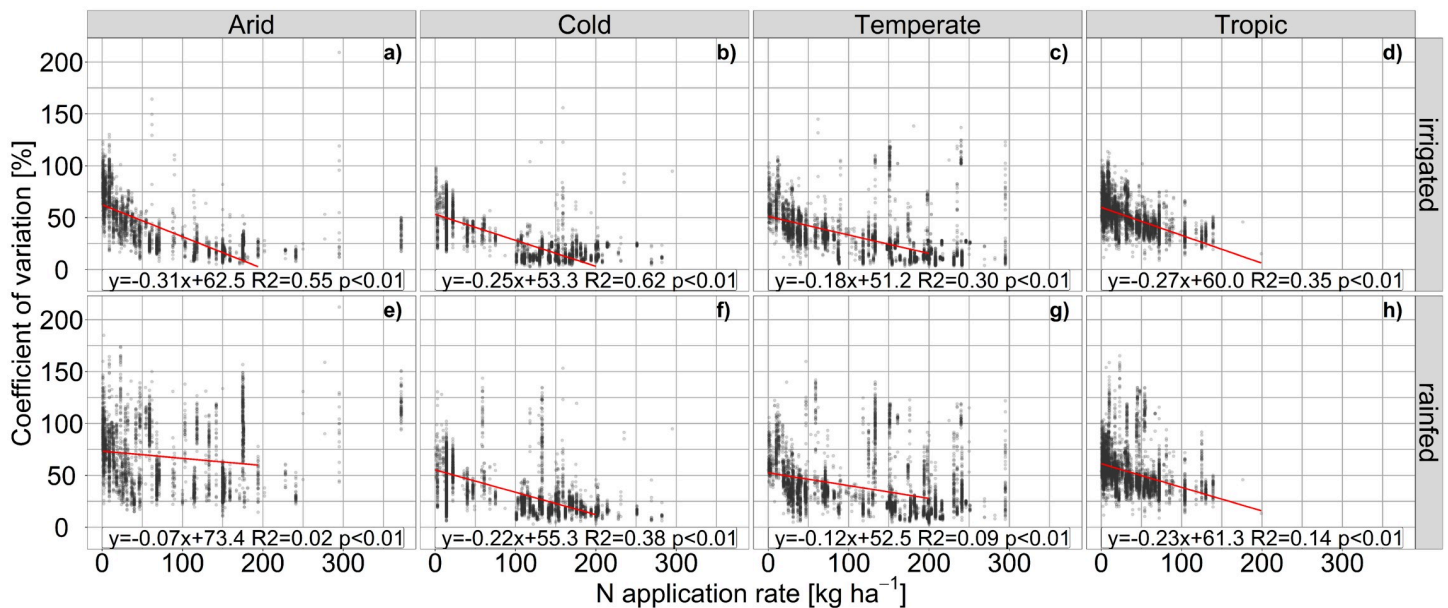 Arid Cold Temperate Tropic
a) b) c) d)
200
150
100
50
0
y=-0.31x+62.5 R2=0.55 p<0.01 y=-0.25x+53.3 R2=0.62 p<0.01 y=-0.18x+51.2 R2=0.30 p<0.01 y=-0.27x+60.0 R2=0.35 p<0.01
irrigated
e) f) g) h)
200
150
100
50
0
y=-0.07x+73.4 R2=0.02 p<0.01 y=-0.22x+55.3 R2=0.38 p<0.01 y=-0.12x+52.5 R2=0.09 p<0.01 y=-0.23x+61.3 R2=0.14 p<0.01
rainfed
Coefficient of variation [%]
0 100 200 300 0 100 200 300 0 100 200 300 0 100 200 300
N application rate [kg ha⁻¹]